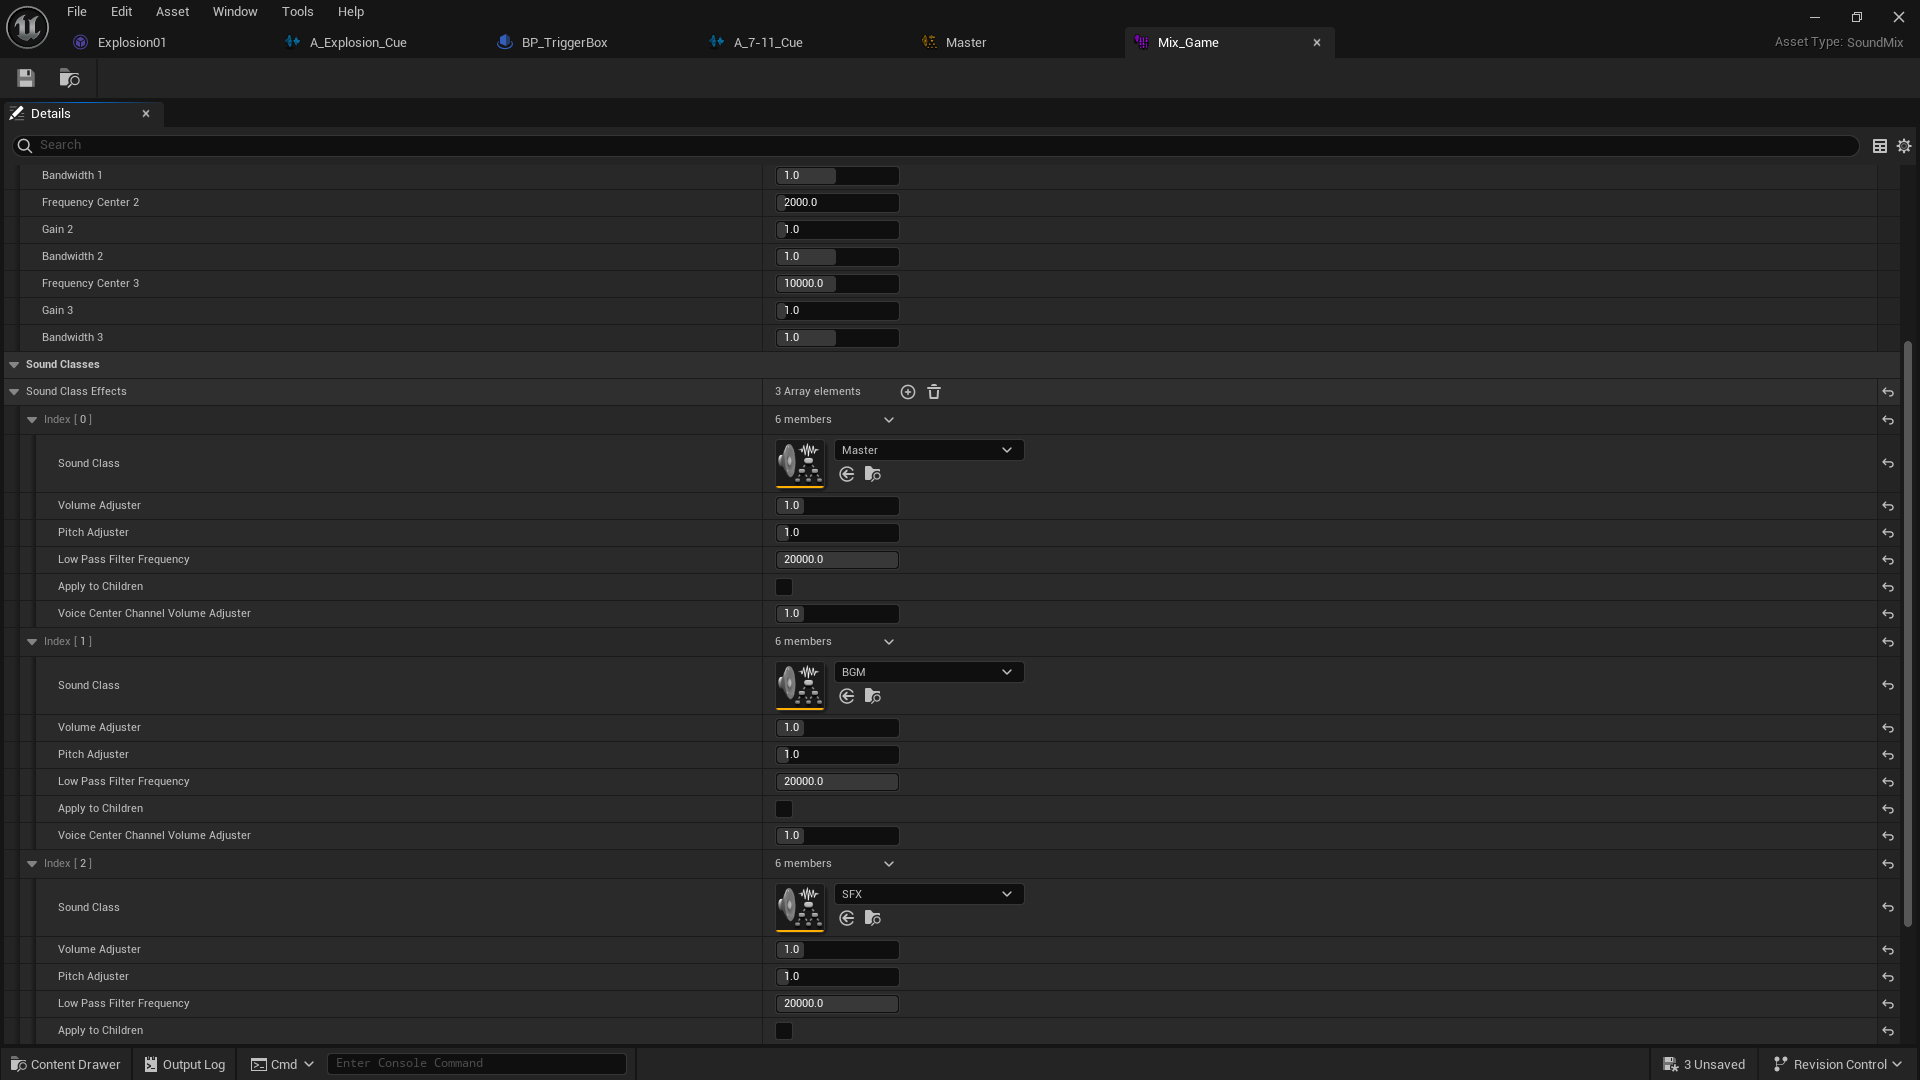 File Edit Asset Window Tools Help
Explosion01 A_Explosion_Cue BP_TriggerBox A_7-11_Cue Master Mix_Game Asset Type: SoundMix
Details
Search
Bandwidth 1 1.0
Frequency Center 2 2000.0
Gain 2 1.0
Bandwidth 2 1.0
Frequency Center 3 10000.0
Gain 3 1.0
Bandwidth 3 1.0
Sound Classes
Sound Class Effects 3 Array elements
Index [ 0 ] 6 members
Sound Class Master
Volume Adjuster 1.0
Pitch Adjuster 1.0
Low Pass Filter Frequency 20000.0
Apply to Children
Voice Center Channel Volume Adjuster 1.0
Index [ 1 ] 6 members
Sound Class BGM
Volume Adjuster 1.0
Pitch Adjuster 1.0
Low Pass Filter Frequency 20000.0
Apply to Children
Voice Center Channel Volume Adjuster 1.0
Index [ 2 ] 6 members
Sound Class SFX
Volume Adjuster 1.0
Pitch Adjuster 1.0
Low Pass Filter Frequency 20000.0
Apply to Children
Content Drawer Output Log Cmd Enter Console Command 3 Unsaved Revision Control